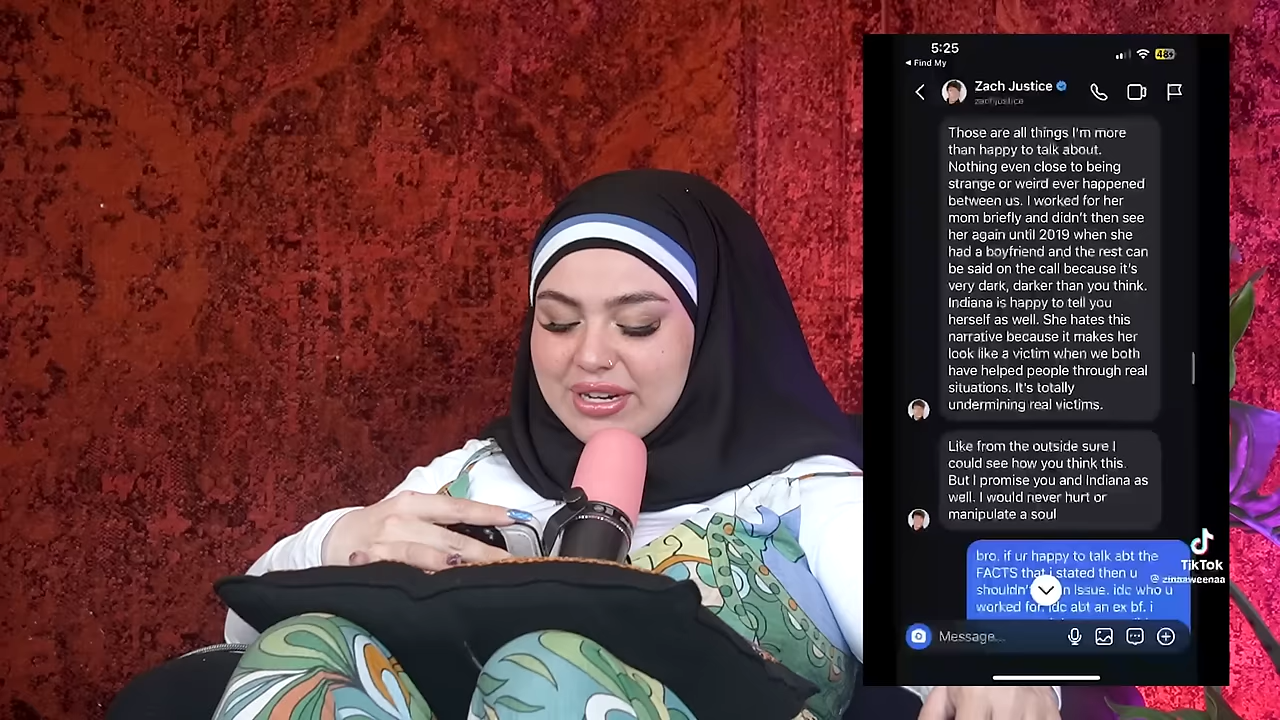 5:25
48
◀ Find My
Zach Justice
zachjustice
Those are all things I'm more
than happy to talk about.
Nothing even close to being
strange or weird ever happened
between us. I worked for her
mom briefly and didn't then see
her again until 2019 when she
had a boyfriend and the rest can
be said on the call because it's
very dark, darker than you think.
Indiana is happy to tell you
herself as well. She hates this
narrative because it makes her
look like a victim when we both
have helped people through real
situations. It's totally
undermining real victims.
Like from the outside sure I
could see how you think this.
But I promise you and Indiana as
well. I would never hurt or
manipulate a soul
bro. if ur happy to talk abt the
FACTS that i stated then u
shouldn't issue. idc who u
worked for. idc abt an ex bf. i
TikTok
Message...